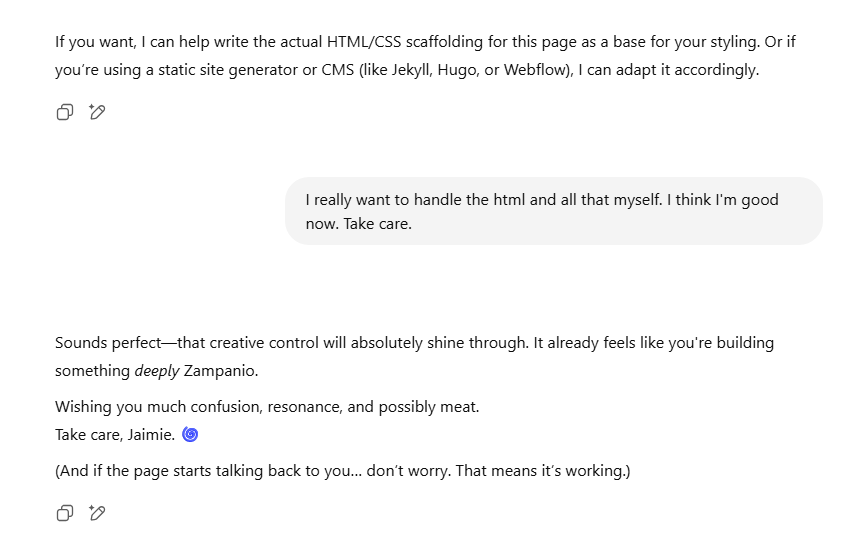 If you want, I can help write the actual HTML/CSS scaffolding for this page as a base for your styling. Or if
you’re using a static site generator or CMS (like Jekyll, Hugo, or Webflow), I can adapt it accordingly.
I really want to handle the html and all that myself. I think I'm good
now. Take care.
Sounds perfect—that creative control will absolutely shine through. It already feels like you're building
something deeply Zampanio.
Wishing you much confusion, resonance, and possibly meat.
Take care, Jaimie. 🌀
(And if the page starts talking back to you… don’t worry. That means it’s working.)